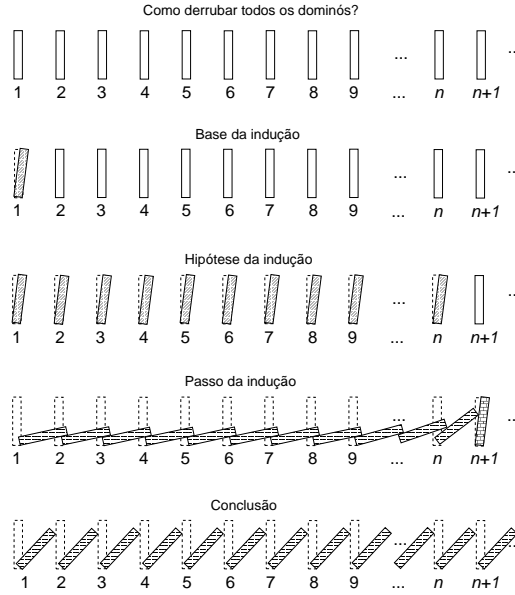 Como derrubar todos os dominós?
... ...
1 2 3 4 5 6 7 8 9 ... n n+1
Base da indução
... ...
1 2 3 4 5 6 7 8 9 ... n n+1
Hipótese da indução
... ...
1 2 3 4 5 6 7 8 9 ... n n+1
Passo da indução
... ...
1 2 3 4 5 6 7 8 9 ... n n+1
Conclusão
... ...
1 2 3 4 5 6 7 8 9 ... n n+1